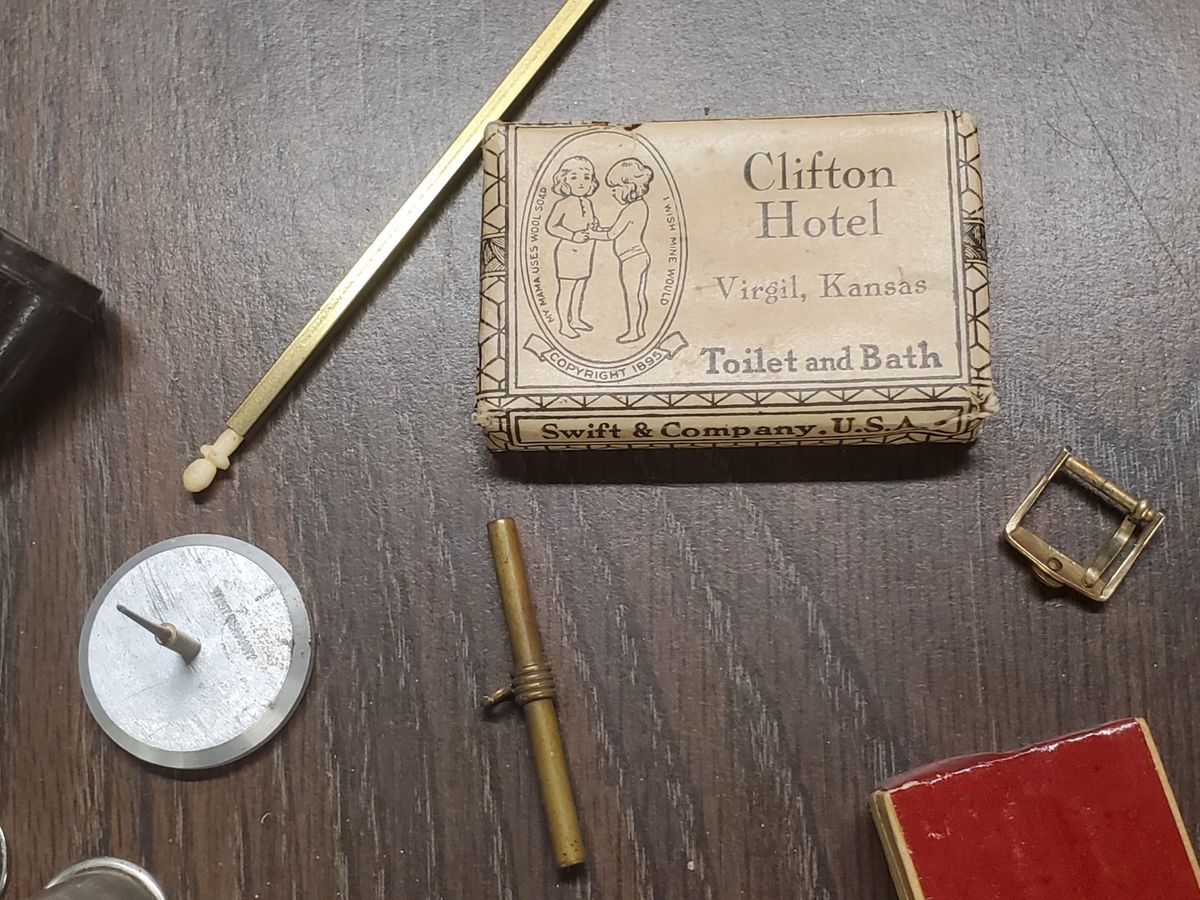 Clifton
Hotel
Virgil, Kansas
Toilet and Bath
MY MAMA USES WOOL SOAP
I WISH MINE WOULD
COPYRIGHT 1895
Swift & Company. U.S.A.